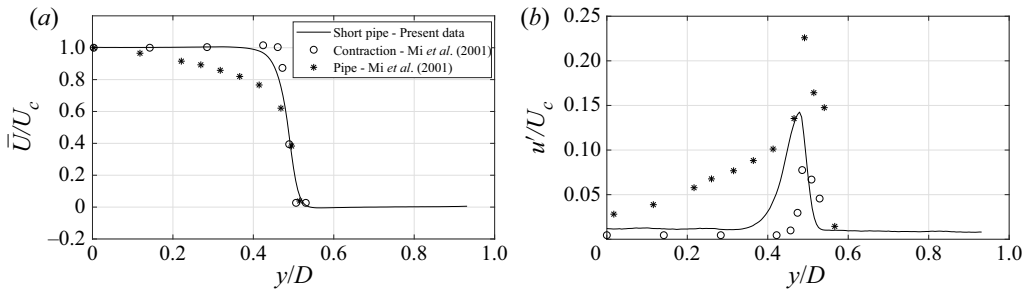 (a)
1.0
0.8
0.6
0.4
0.2
0
−0.2
U̅/U_c
0 0.2 0.4 0.6 0.8 1.0
y/D
Short pipe - Present data
Contraction - Mi et al. (2001)
Pipe - Mi et al. (2001)
(b)
0.25
0.20
0.15
0.10
0.05
u′/U_c
0 0.2 0.4 0.6 0.8 1.0
y/D